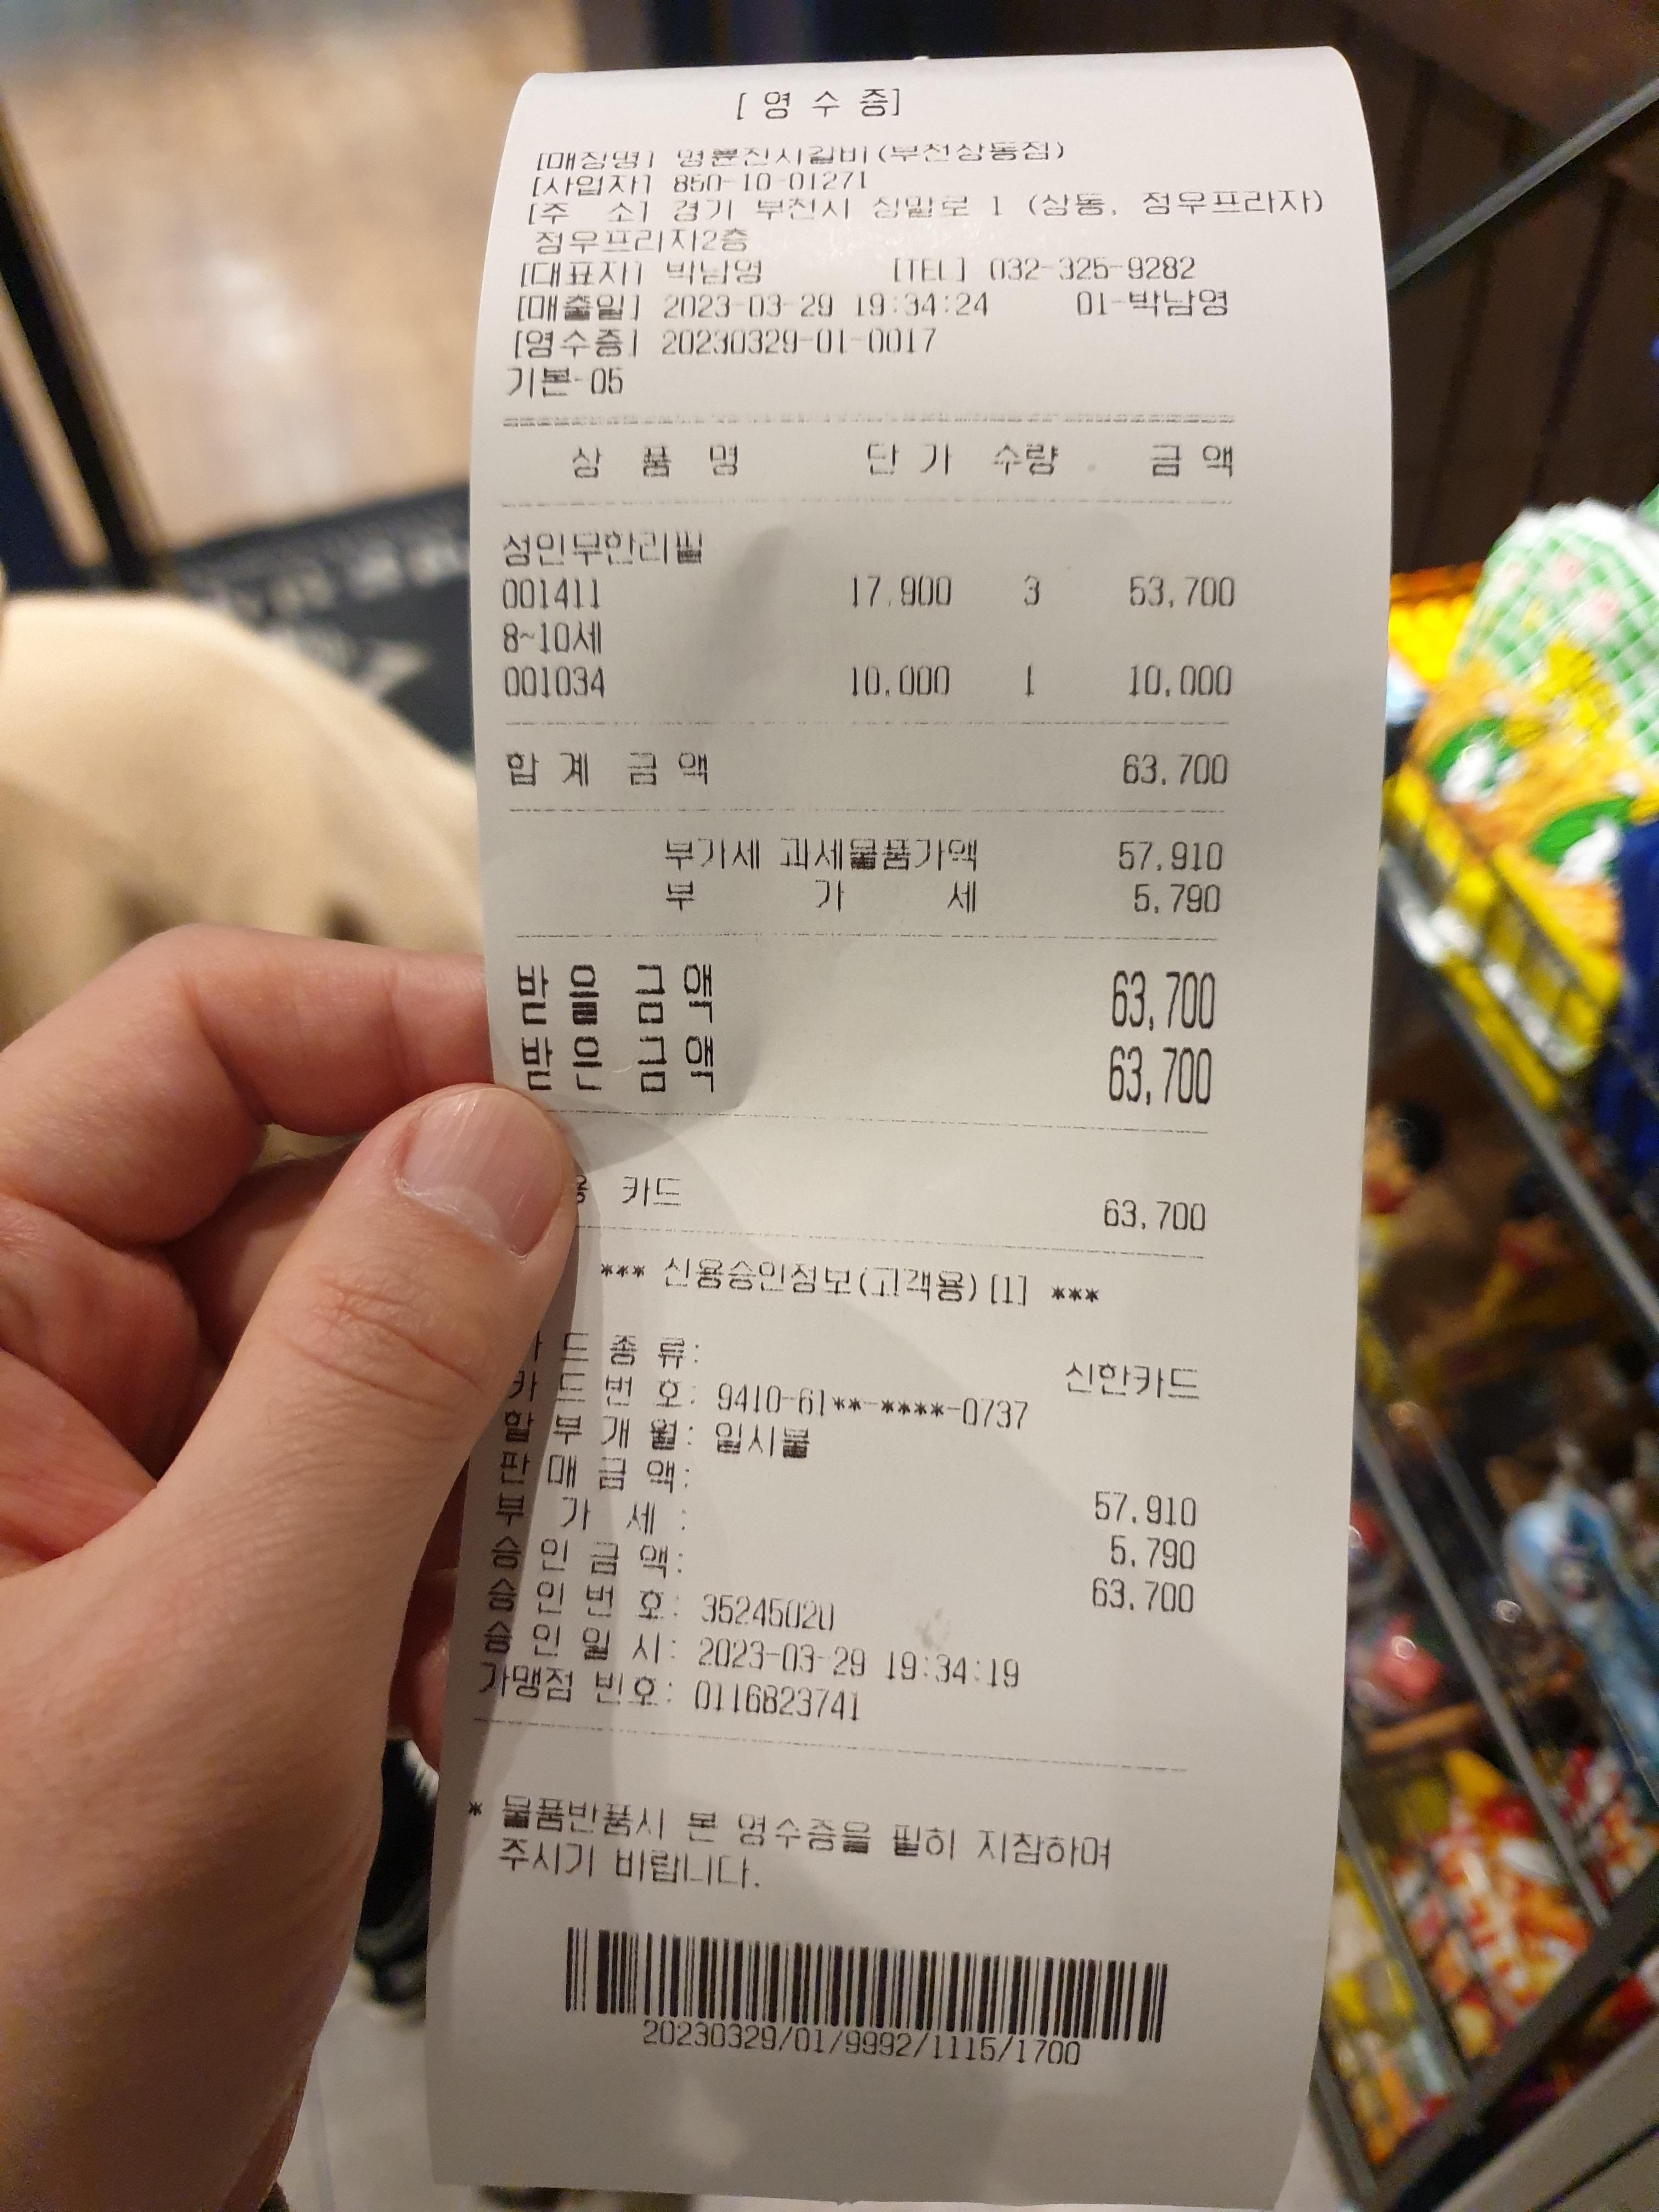 [ 영 수 증]
[매장명] 명륜진사갈비(부천상동점)
[사업자] 850-10-01271
[주 소] 경기 부천시 상말로 1 (상동, 정우프라자)
정우프라자2층
[대표자] 박남영 [TEL] 032-325-9282
[매출일] 2023-03-29 19:34:24 01-박남영
[영수증] 20230329-01-0017
기본-05
상 품 명 단 가 수량 금 액
성인무한리필
001411 17,900 3 53,700
8~10세
001034 10,000 1 10,000
합 계 금 액 63,700
부가세 과세물품가액 57,910
부 가 세 5,790
받 을 금 액 63,700
받 은 금 액 63,700
용 카드 63,700
*** 신용승인정보(고객용)[1] ***
드 종 류: 신한카드
카 드 번 호: 9410-61**-****-0737
할 부 개 월: 일시불
판 매 금 액: 57,910
부 가 세 : 5,790
승 인 금 액: 63,700
승 인 번 호: 35245020
승 인 일 시: 2023-03-29 19:34:19
가맹점 번호: 0116823741
* 물품반품시 본 영수증을 필히 지참하여
주시기 바랍니다.
20230329/01/9992/1115/1700